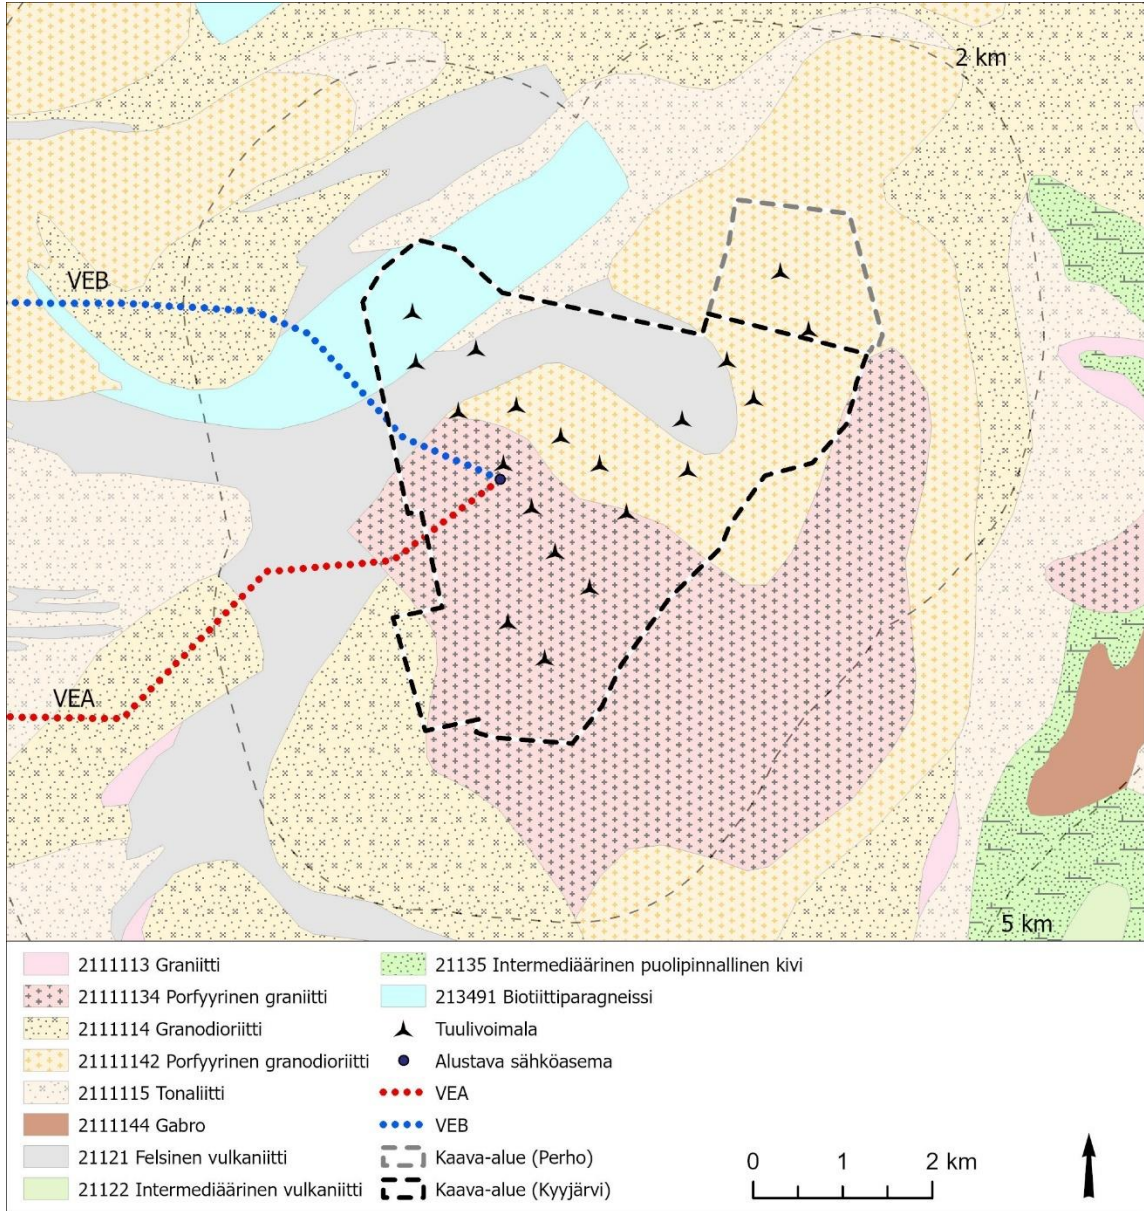 2 km
VEB
VEA
5 km
2111113 Graniitti
21111134 Porfyyrinen graniitti
2111114 Granodioriitti
21111142 Porfyyrinen granodioriitti
2111115 Tonaliitti
2111144 Gabro
21121 Felsinen vulkaniitti
21122 Intermediäärinen vulkaniitti
21135 Intermediäärinen puolipinnallinen kivi
213491 Biotiittiparagneissi
Tuulivoimala
Alustava sähköasema
VEA
VEB
Kaava-alue (Perho)
Kaava-alue (Kyyjärvi)
0 1 2 km